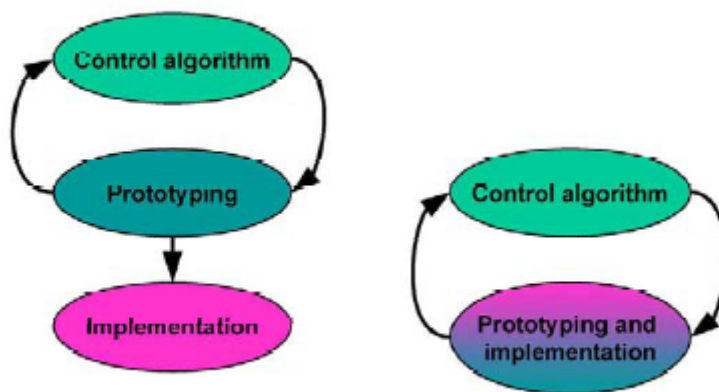 Control algorithm
Prototyping
Implementation
Control algorithm
Prototyping and
implementation